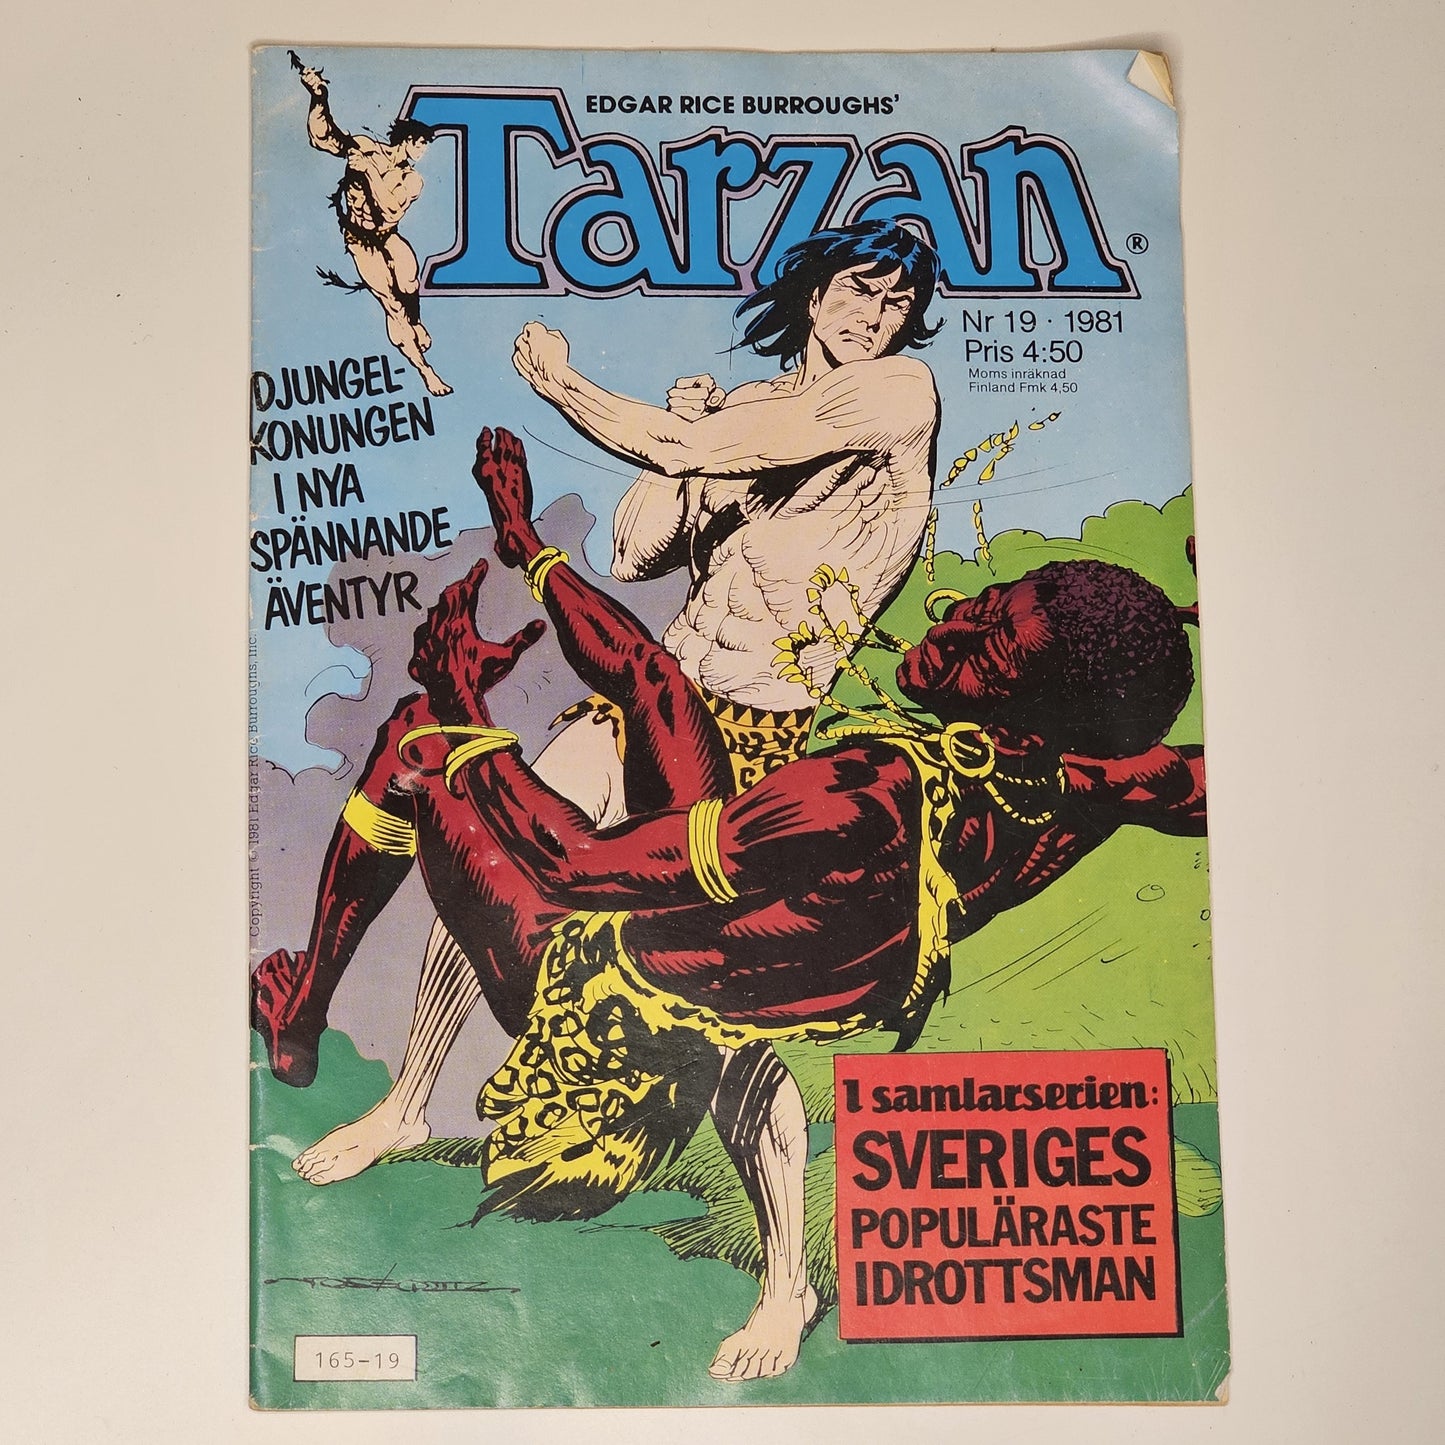 EDGAR RICE BURROUGHS'
Tarzan
®
Nr 19 · 1981
Pris 4:50
Moms inräknad
Finland Fmk 4,50
DJUNGEL-
KONUNGEN
I NYA
SPÄNNANDE
ÄVENTYR
Copyright © 1981 Edgar Rice Burroughs, Inc.
I samlarserien:
SVERIGES
POPULÄRASTE
IDROTTSMAN
165-19